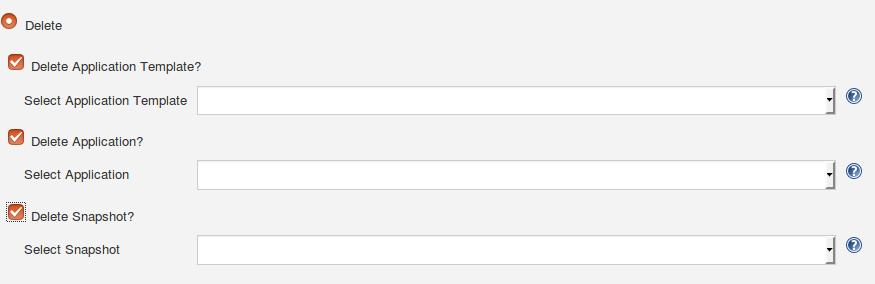 Delete
Delete Application Template?
Select Application Template
?
Delete Application?
Select Application
?
Delete Snapshot?
Select Snapshot
?